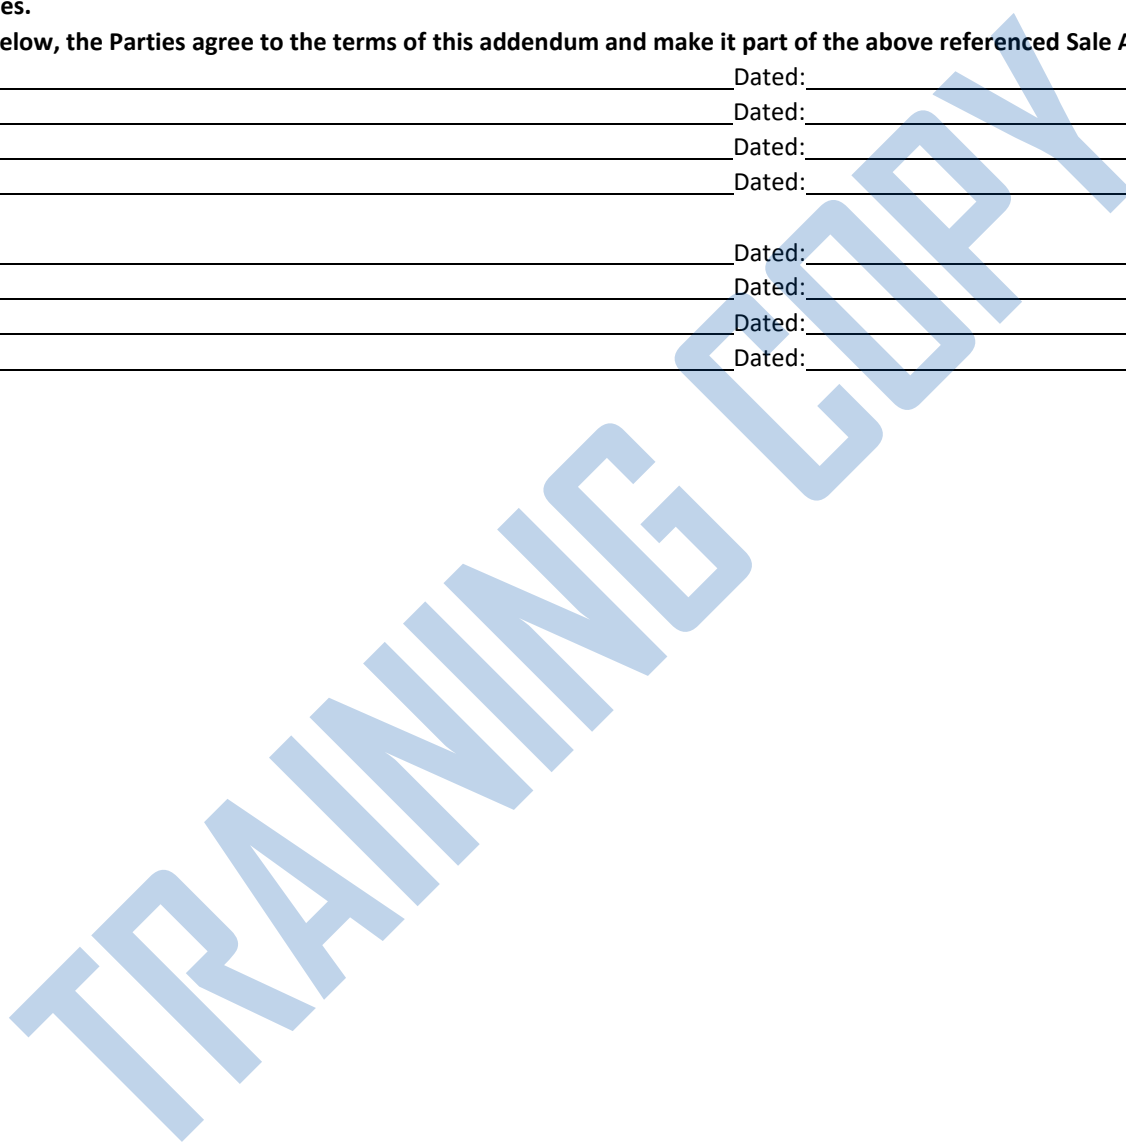 es.
elow, the Parties agree to the terms of this addendum and make it part of the above referenced Sale A
Dated:
Dated:
Dated:
Dated:
Dated:
Dated:
Dated:
Dated:
TRAINING COPY